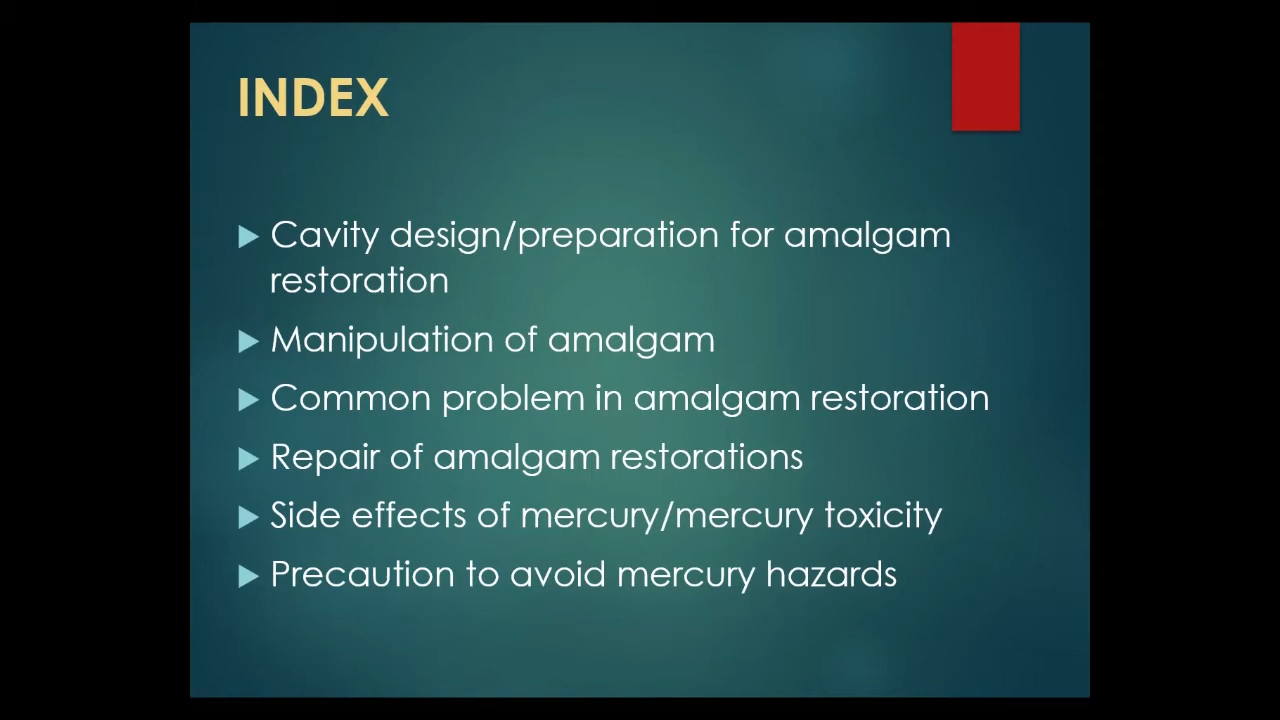 INDEX
Cavity design/preparation for amalgam
restoration
Manipulation of amalgam
Common problem in amalgam restoration
Repair of amalgam restorations
Side effects of mercury/mercury toxicity
Precaution to avoid mercury hazards